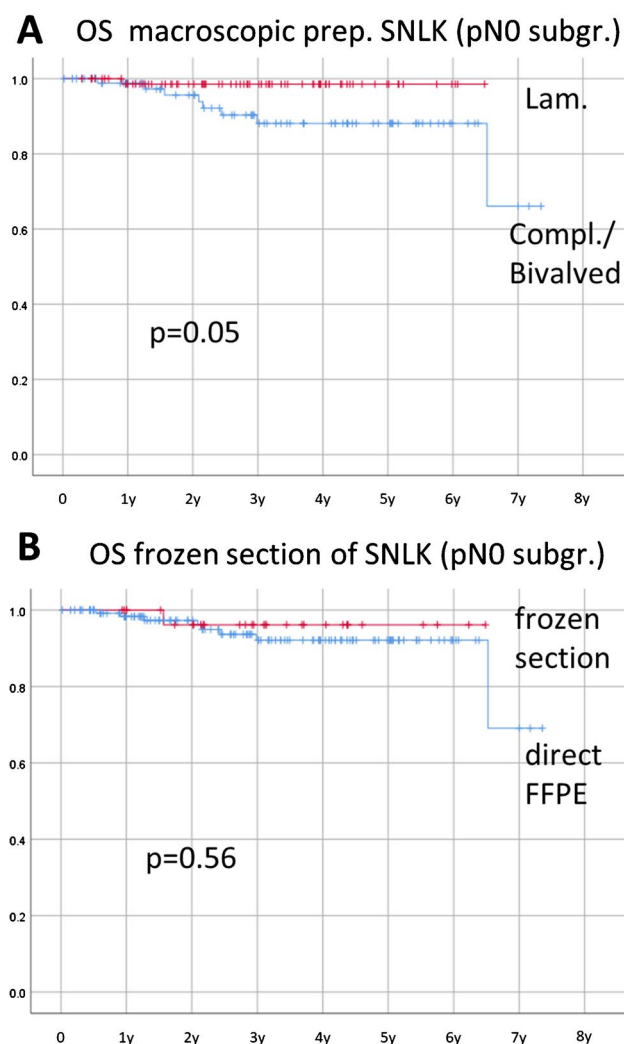 A OS macroscopic prep. SNLK (pN0 subgr.)
1.0
Lam.
0.8
0.6
Compl./
Bivalved
0.4
p=0.05
0.2
0.0
0 1y 2y 3y 4y 5y 6y 7y 8y
B OS frozen section of SNLK (pN0 subgr.)
1.0
frozen
section
0.8
direct
FFPE
0.6
0.4
p=0.56
0.2
0.0
0 1y 2y 3y 4y 5y 6y 7y 8y